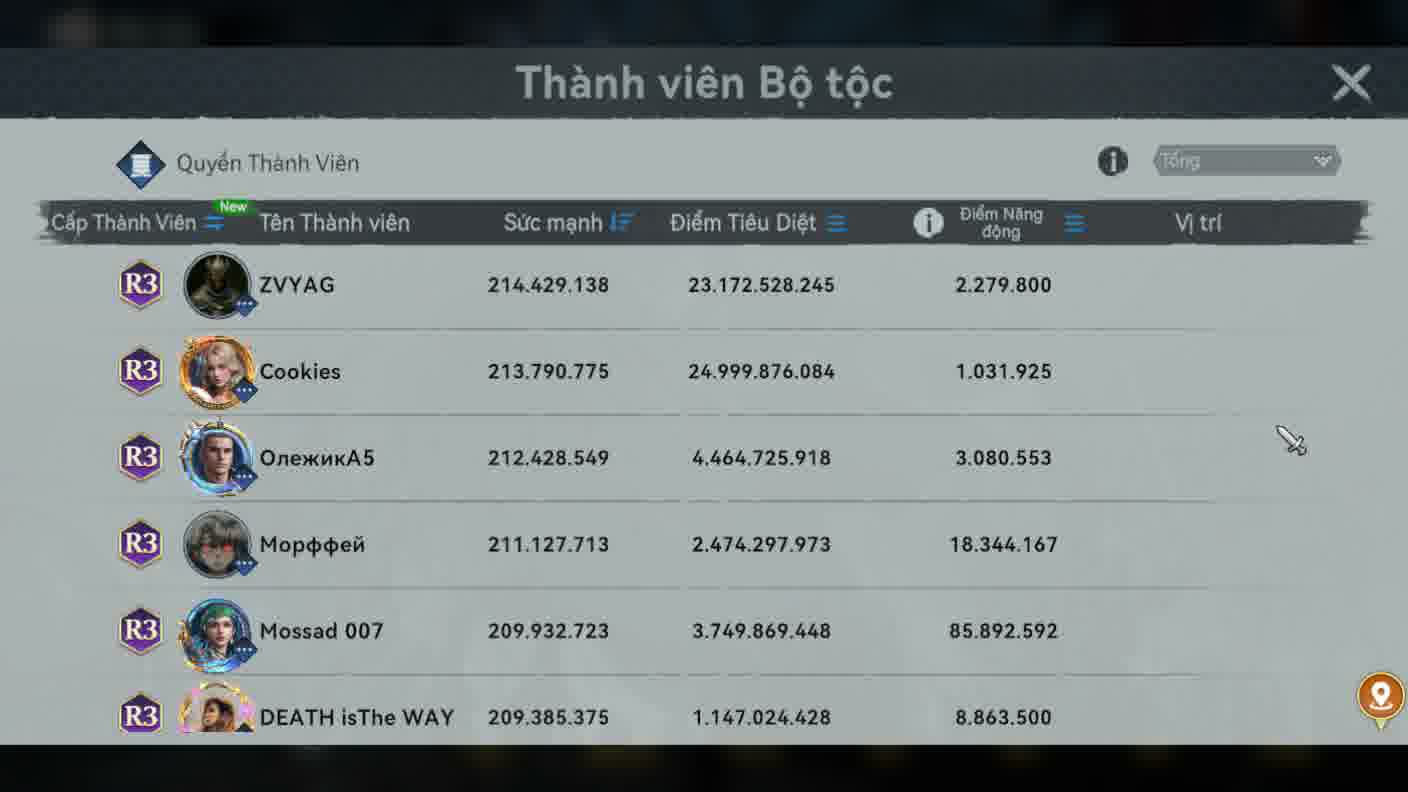 Thành viên Bộ tộc
Quyền Thành Viên
Tổng
New
Cấp Thành Viên Tên Thành viên Sức mạnh Điểm Tiêu Diệt Điểm Năng động Vị trí
R3 ZVYAG 214.429.138 23.172.528.245 2.279.800
R3 Cookies 213.790.775 24.999.876.084 1.031.925
R3 ОлежикА5 212.428.549 4.464.725.918 3.080.553
R3 Морффей 211.127.713 2.474.297.973 18.344.167
R3 Mossad 007 209.932.723 3.749.869.448 85.892.592
R3 DEATH isThe WAY 209.385.375 1.147.024.428 8.863.500